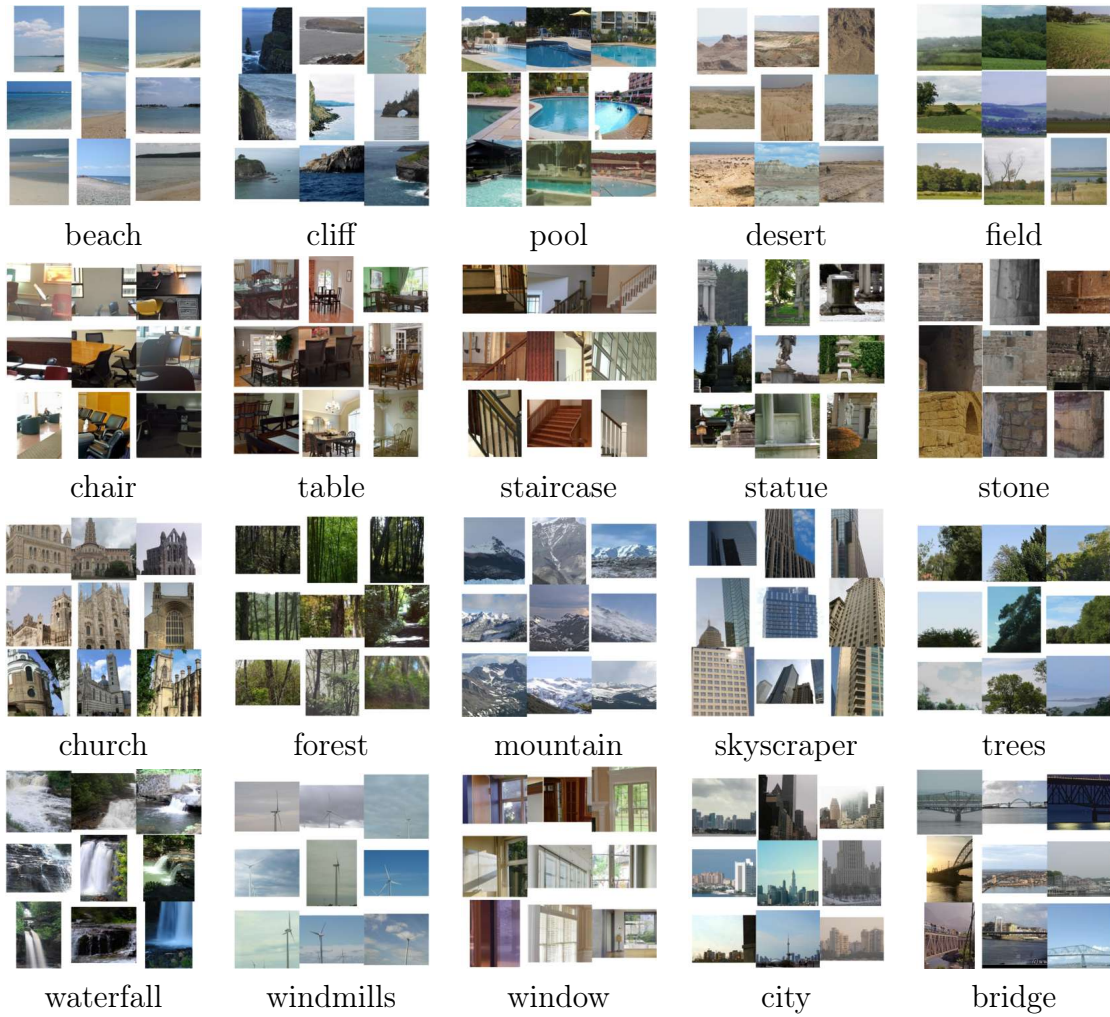 beach cliff pool desert field
chair table staircase statue stone
church forest mountain skyscraper trees
waterfall windmills window city bridge